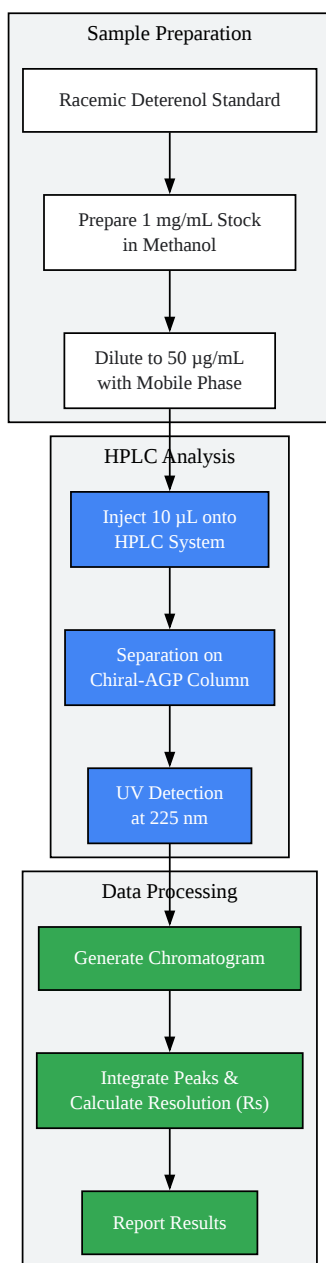 Sample Preparation
Racemic Deterenol Standard
Prepare 1 mg/mL Stock
in Methanol
Dilute to 50 µg/mL
with Mobile Phase
HPLC Analysis
Inject 10 µL onto
HPLC System
Separation on
Chiral-AGP Column
UV Detection
at 225 nm
Data Processing
Generate Chromatogram
Integrate Peaks &
Calculate Resolution (Rs)
Report Results